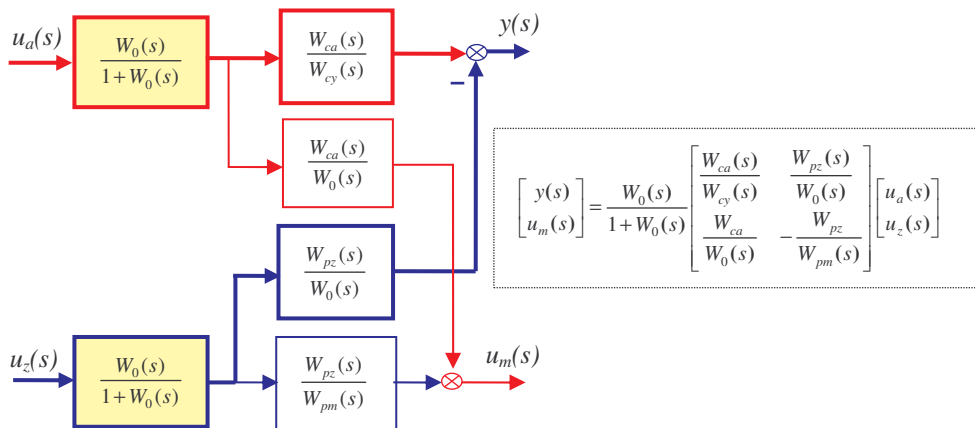 u_a(s)
W_0(s) / 1+W_0(s)
W_ca(s) / W_cy(s)
y(s)
−
W_ca(s) / W_0(s)
[y(s) u_m(s)] = W_0(s) / 1+W_0(s) [W_ca(s) / W_cy(s) W_pz(s) / W_0(s) W_ca / W_0(s) − W_pz / W_pm(s)] [u_a(s) u_z(s)]
W_pz(s) / W_0(s)
u_z(s)
W_0(s) / 1+W_0(s)
W_pz(s) / W_pm(s)
u_m(s)